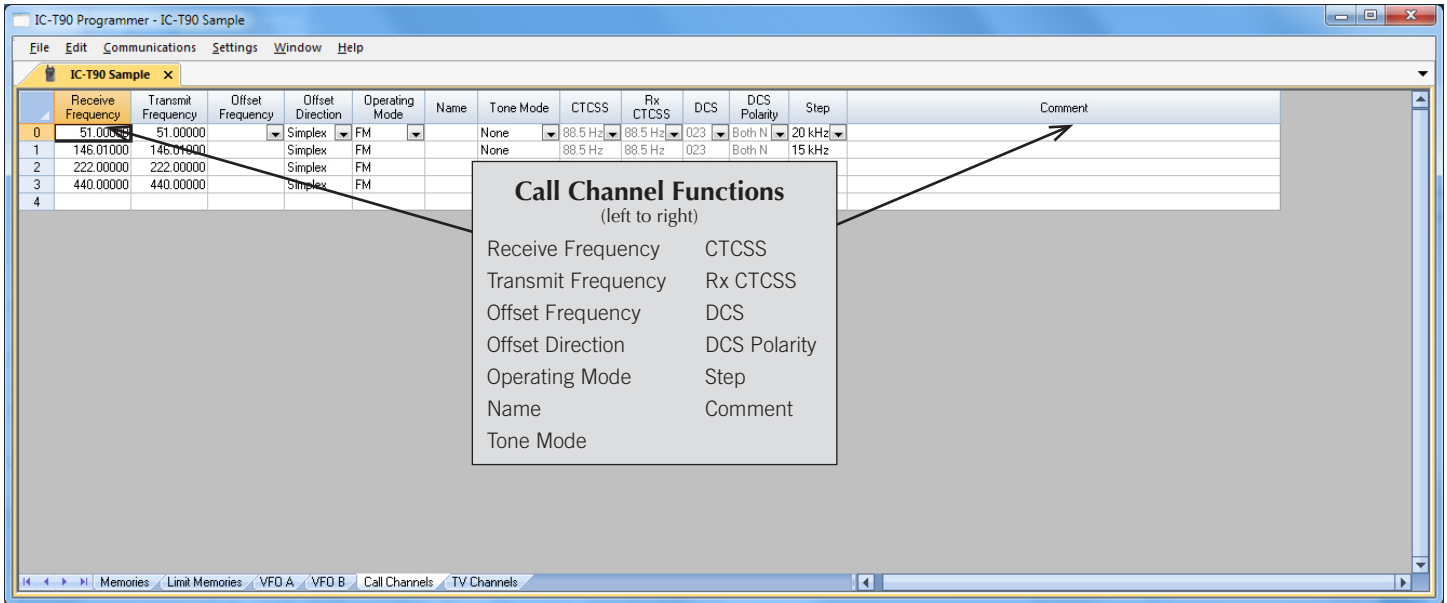 IC-T90 Programmer - IC-T90 Sample
File Edit Communications Settings Window Help
IC-T90 Sample X
Receive Frequency Transmit Frequency Offset Frequency Offset Direction Operating Mode Name Tone Mode CTCSS Rx CTCSS DCS DCS Polarity Step Comment
0 51.00000 51.00000 Simplex FM None 88.5 Hz 88.5 Hz 023 Both N 20 kHz
1 146.01000 146.01000 Simplex FM None 88.5 Hz 88.5 Hz 023 Both N 15 kHz
2 222.00000 222.00000 Simplex FM
3 440.00000 440.00000 Simplex FM
4
Call Channel Functions
(left to right)
Receive Frequency CTCSS
Transmit Frequency Rx CTCSS
Offset Frequency DCS
Offset Direction DCS Polarity
Operating Mode Step
Name Comment
Tone Mode
Memories Limit Memories VFO A VFO B Call Channels TV Channels